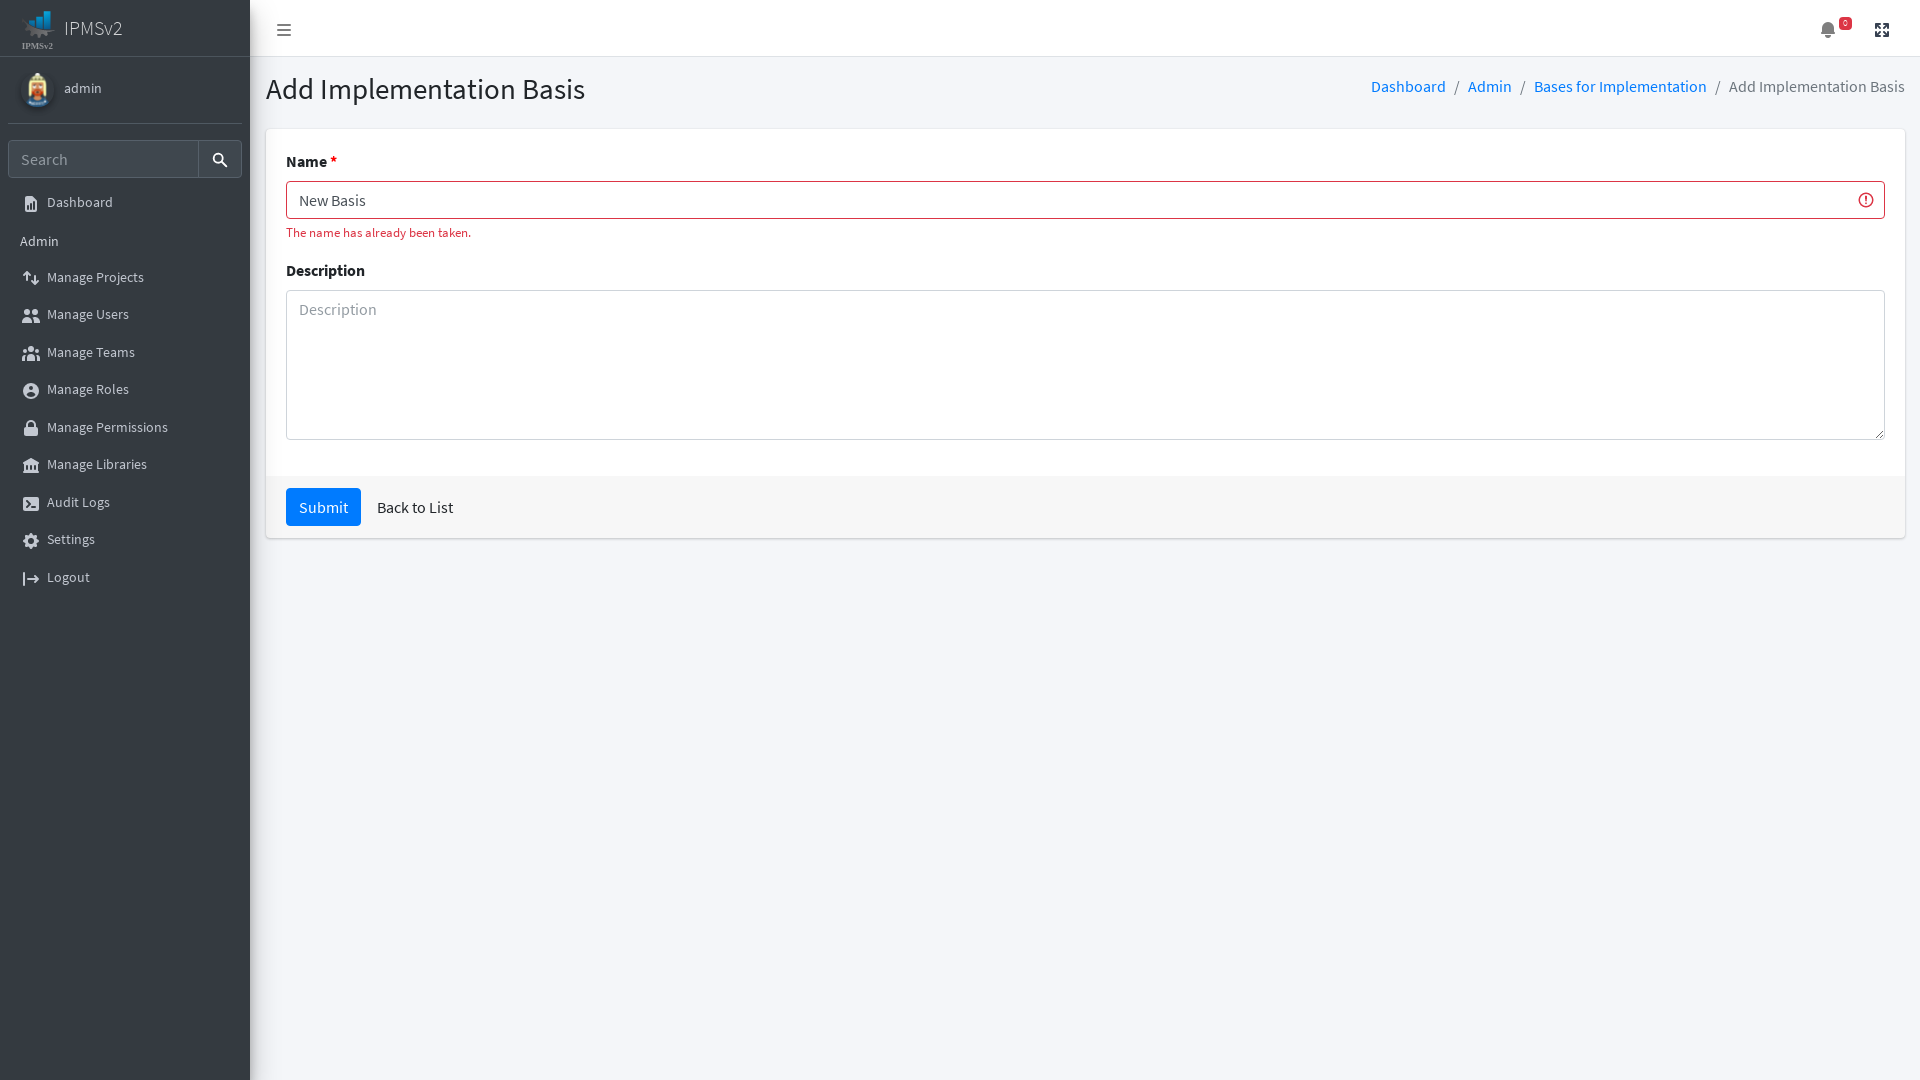 IPMSv2
IPMSv2
0
admin
Search
Dashboard
Admin
Manage Projects
Manage Users
Manage Teams
Manage Roles
Manage Permissions
Manage Libraries
Audit Logs
Settings
Logout
Add Implementation Basis
Dashboard / Admin / Bases for Implementation / Add Implementation Basis
Name *
New Basis
The name has already been taken.
Description
Description
Submit
Back to List